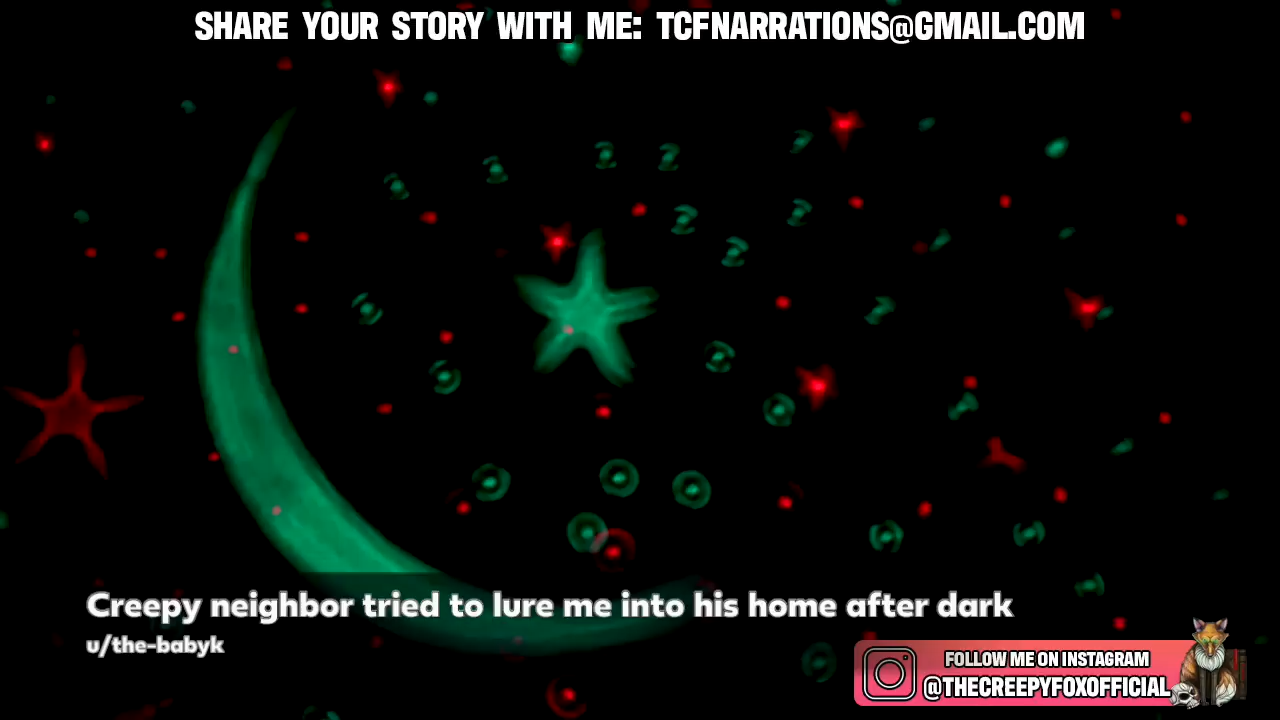 SHARE YOUR STORY WITH ME: TCFNARRATIONS@GMAIL.COM
Creepy neighbor tried to lure me into his home after dark
u/the-babyk
FOLLOW ME ON INSTAGRAM
@THECREEPYFOXOFFICIAL